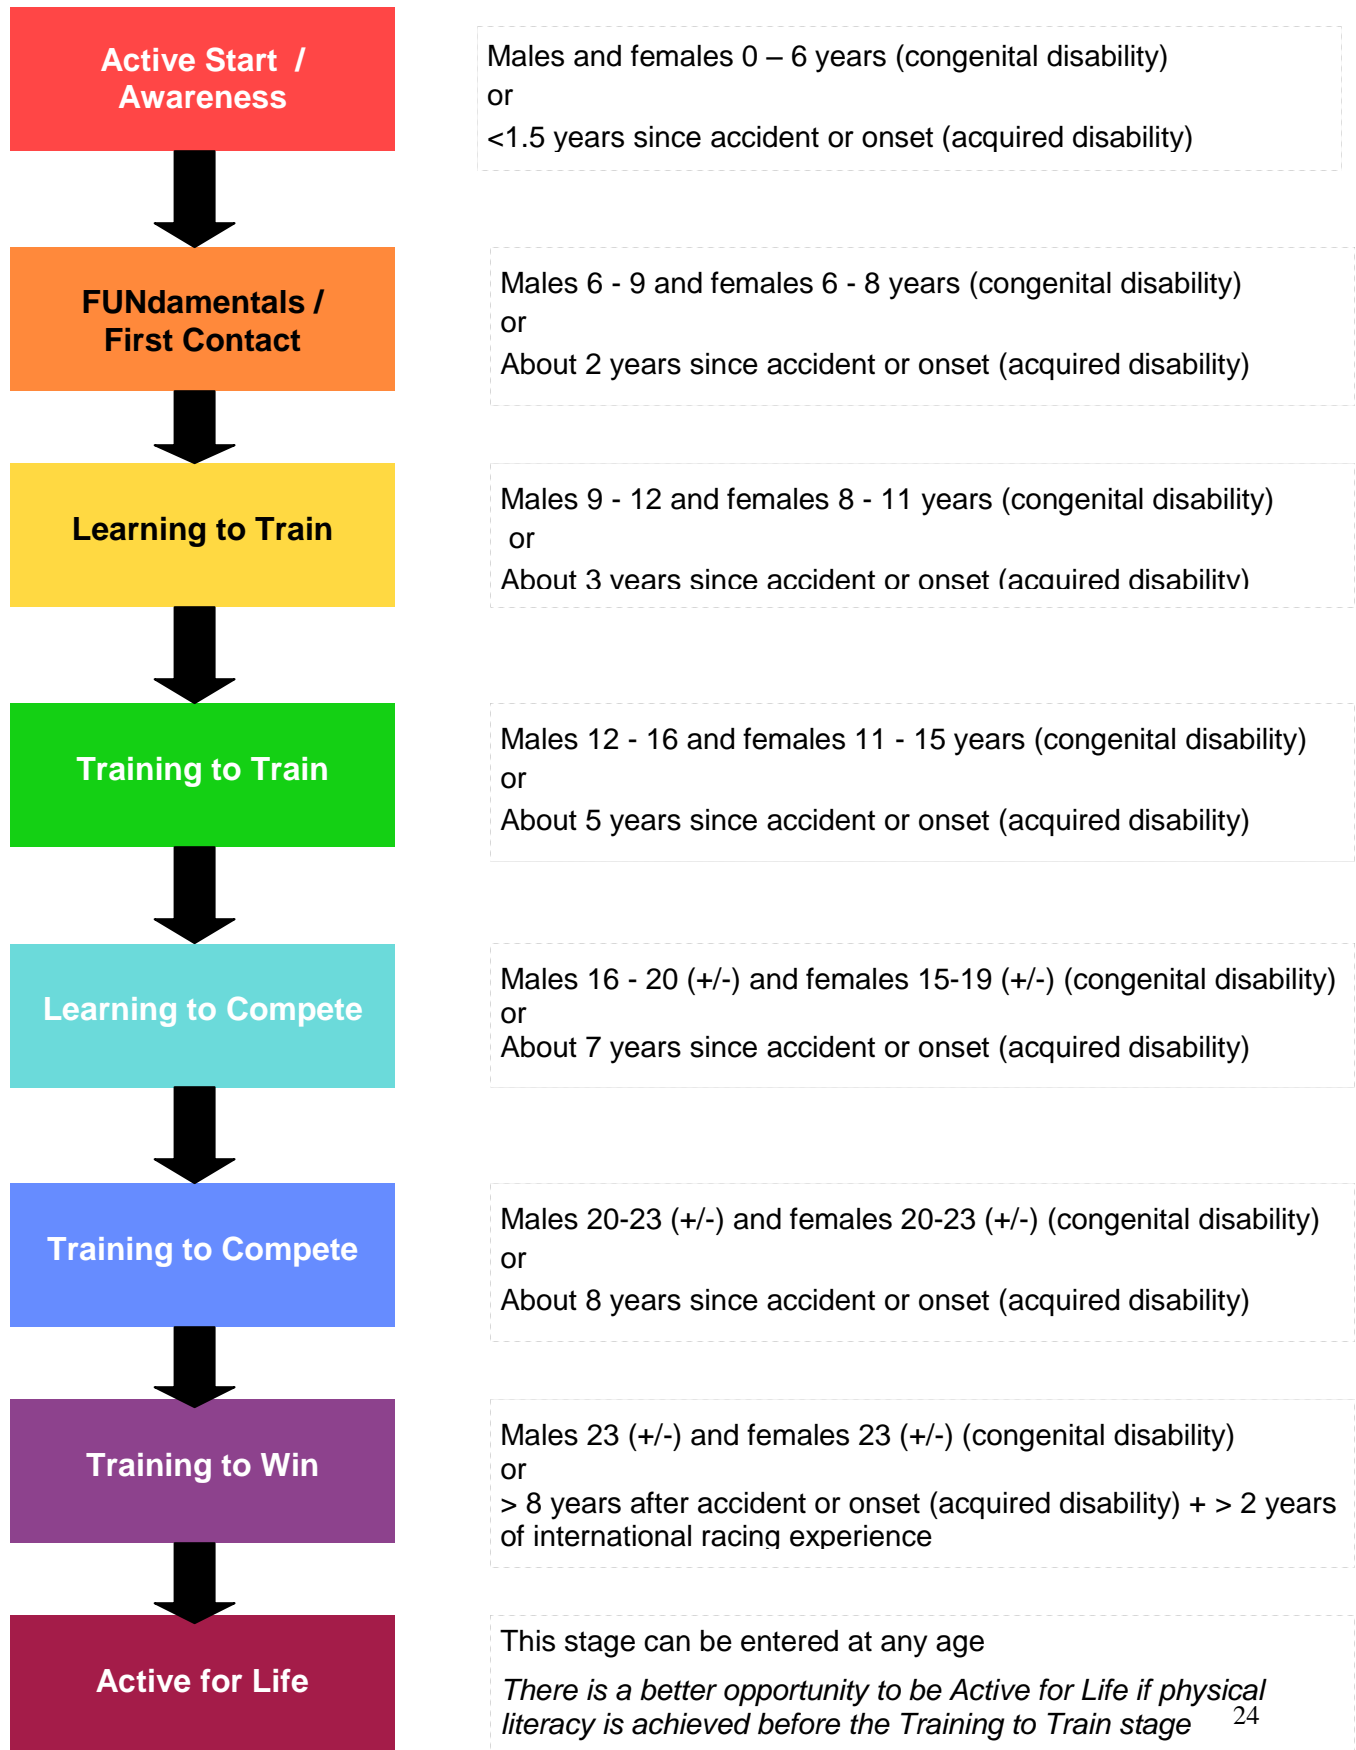 Active Start  /
Awareness
Males and females 0 – 6 years (congenital disability)
or
<1.5 years since accident or onset (acquired disability)
FUNdamentals /
First Contact
Males 6 - 9 and females 6 - 8 years (congenital disability)
or
About 2 years since accident or onset (acquired disability)
Learning to Train
Males 9 - 12 and females 8 - 11 years (congenital disability)
or
About 3 years since accident or onset (acquired disability)
Training to Train
Males 12 - 16 and females 11 - 15 years (congenital disability)
or
About 5 years since accident or onset (acquired disability)
Learning to Compete
Males 16 - 20 (+/-) and females 15-19 (+/-) (congenital disability)
or
About 7 years since accident or onset (acquired disability)
Training to Compete
Males 20-23 (+/-) and females 20-23 (+/-) (congenital disability)
or
About 8 years since accident or onset (acquired disability)
Training to Win
Males 23 (+/-) and females 23 (+/-) (congenital disability)
or
> 8 years after accident or onset (acquired disability) + > 2 years
of international racing experience
Active for Life
This stage can be entered at any age
There is a better opportunity to be Active for Life if physical
literacy is achieved before the Training to Train stage
24